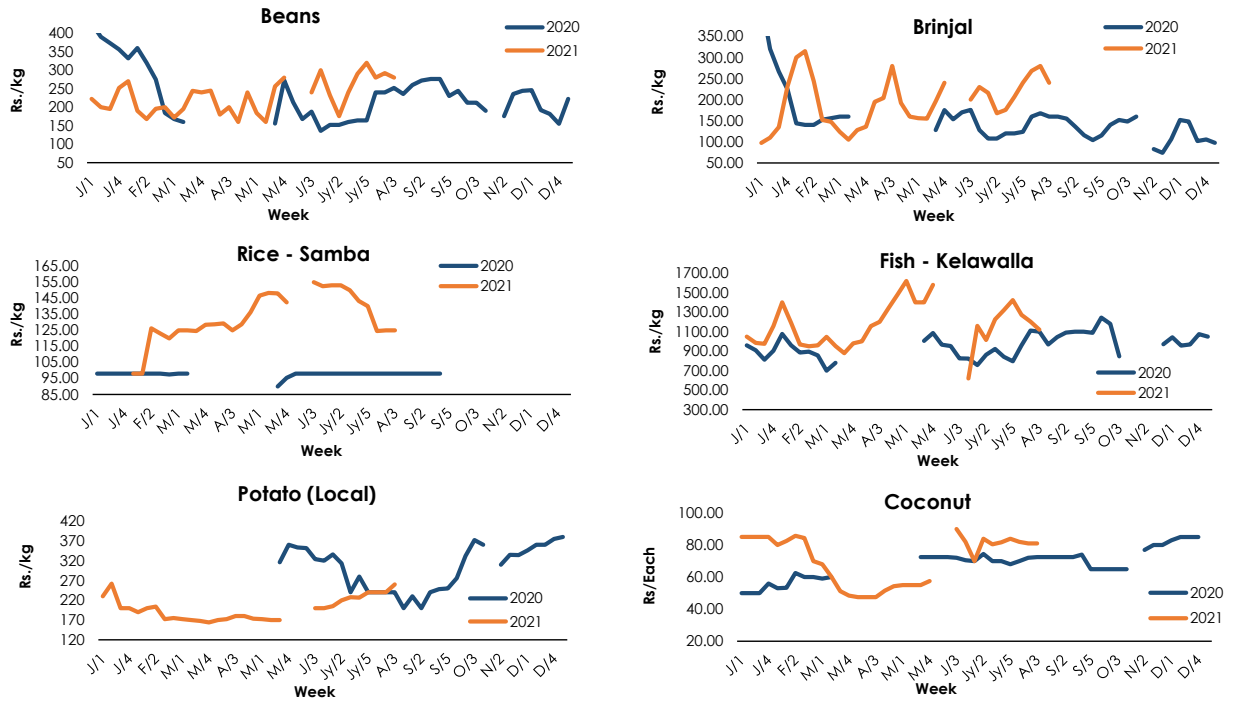 Beans
400
350
300
250
200
150
100
50
Rs./kg
2020
2021
J/1 J/4 F/2 M/1 M/4 A/3 M/1 M/4 J/3 Jy/2 Jy/5 A/3 S/2 S/5 O/3 N/2 D/1 D/4
Week
Brinjal
350.00
300.00
250.00
200.00
150.00
100.00
50.00
Rs./kg
2020
2021
J/1 J/4 F/2 M/1 M/4 A/3 M/1 M/4 J/3 Jy/2 Jy/5 A/3 S/2 S/5 O/3 N/2 D/1 D/4
Week
Rice - Samba
165.00
155.00
145.00
135.00
125.00
115.00
105.00
95.00
85.00
Rs./kg
2020
2021
J/1 J/4 F/2 M/1 M/4 A/3 M/1 M/4 J/3 Jy/2 Jy/5 A/3 S/2 S/5 O/3 N/2 D/1 D/4
Week
Fish - Kelawalla
1700.00
1500.00
1300.00
1100.00
900.00
700.00
500.00
300.00
Rs./kg
2020
2021
J/1 J/4 F/2 M/1 M/4 A/3 M/1 M/4 J/3 Jy/2 Jy/5 A/3 S/2 S/5 O/3 N/2 D/1 D/4
Week
Potato (Local)
420
370
320
270
220
170
120
Rs./kg
2020
2021
J/1 J/4 F/2 M/1 M/4 A/3 M/1 M/4 J/3 Jy/2 Jy/5 A/3 S/2 S/5 O/3 N/2 D/1 D/4
Week
Coconut
100.00
80.00
60.00
40.00
20.00
Rs/Each
2020
2021
J/1 J/4 F/2 M/1 M/4 A/3 M/1 M/4 J/3 Jy/2 Jy/5 A/3 S/2 S/5 O/3 N/2 D/1 D/4
Week